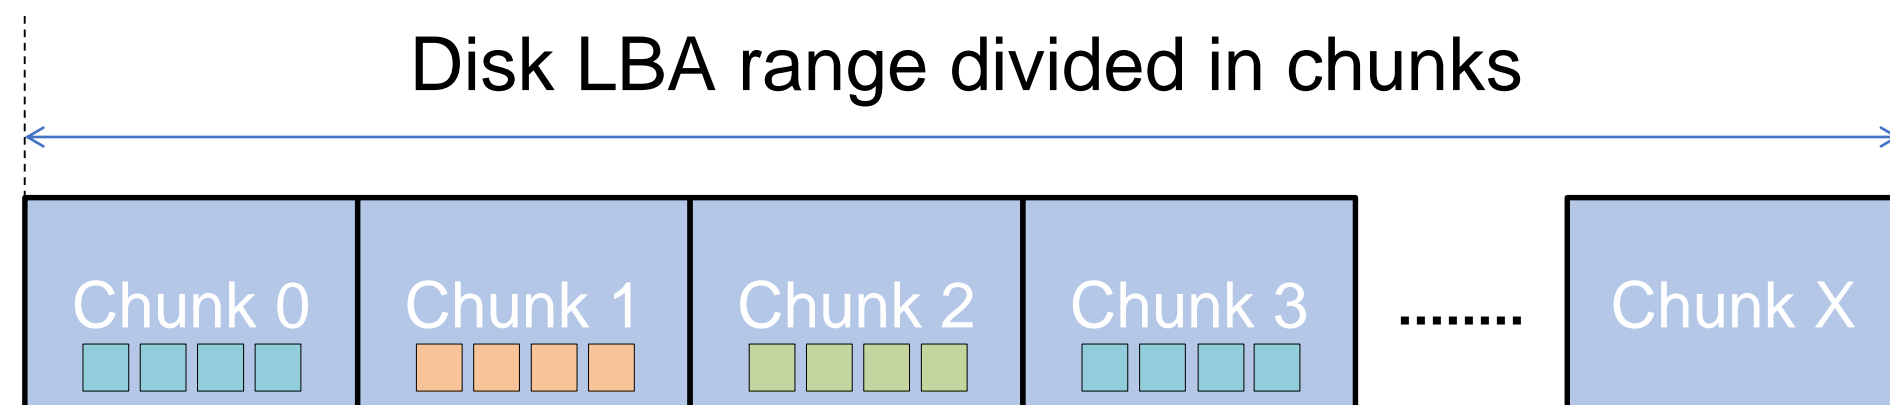 Disk LBA range divided in chunks
Chunk 0 Chunk 1 Chunk 2 Chunk 3 ........ Chunk X